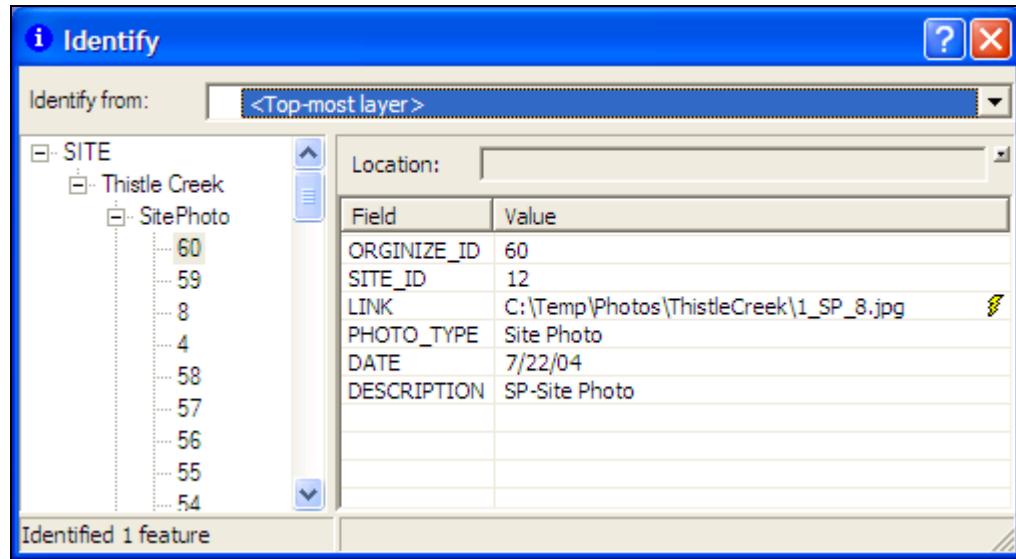 Identify
Identify from: <Top-most layer>
SITE
Thistle Creek
SitePhoto
60
59
8
4
58
57
56
55
54
Location:
Field Value
ORGINIZE_ID 60
SITE_ID 12
LINK C:\Temp\Photos\ThistleCreek\1_SP_8.jpg
PHOTO_TYPE Site Photo
DATE 7/22/04
DESCRIPTION SP-Site Photo
Identified 1 feature